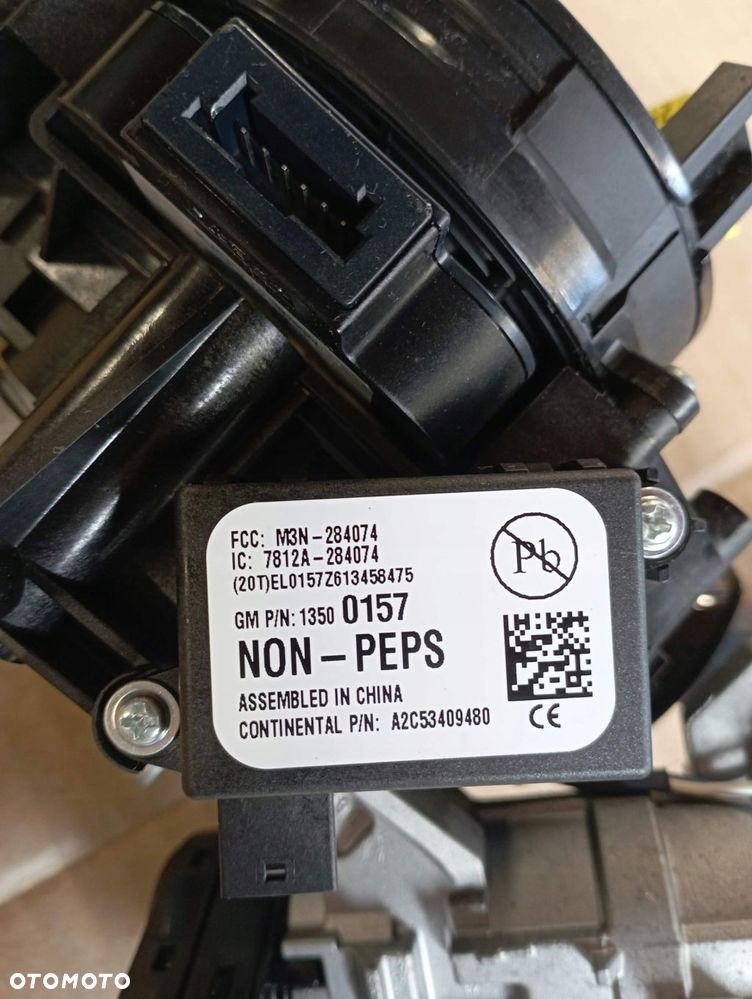 FCC: M3N-284074
IC: 7812A-284074
(20T)EL0157Z613458475
GM P/N: 1350 0157
NON-PEPS
ASSEMBLED IN CHINA
CONTINENTAL P/N: A2C53409480
Pb
CE
OTOMOTO